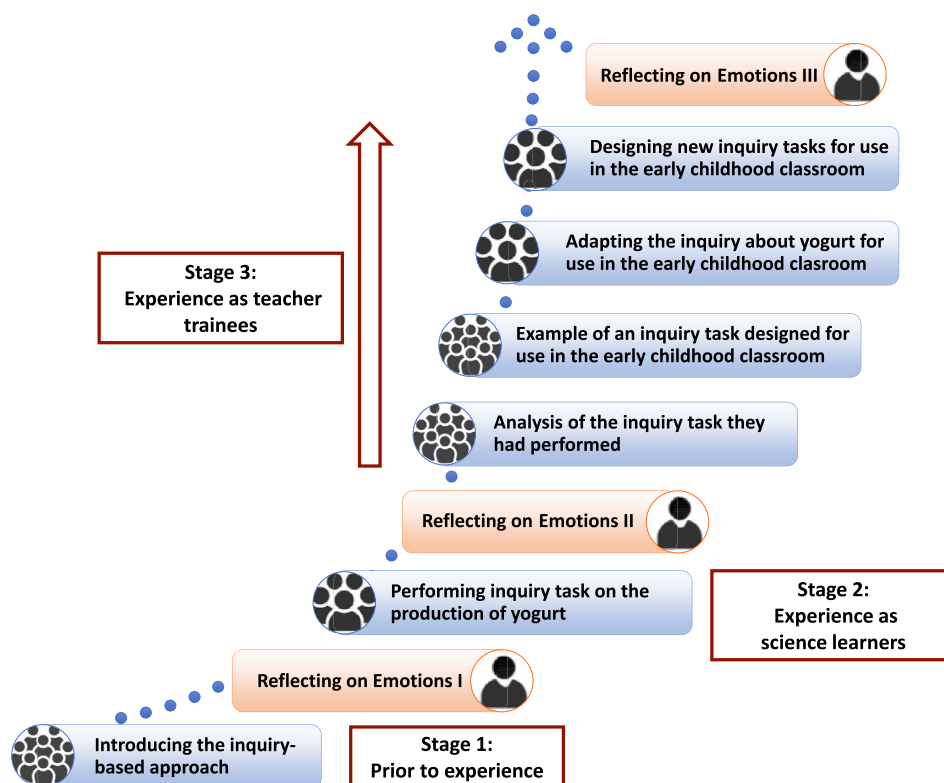 Reflecting on Emotions III
Designing new inquiry tasks for use
in the early childhood classroom
Adapting the inquiry about yogurt for
use in the early childhood clasroom
Stage 3:
Experience as teacher
trainees
Example of an inquiry task designed for
use in the early childhood classroom
Analysis of the inquiry task they
had performed
Reflecting on Emotions II
Performing inquiry task on the
production of yogurt
Stage 2:
Experience as
science learners
Reflecting on Emotions I
Introducing the inquiry-
based approach
Stage 1:
Prior to experience